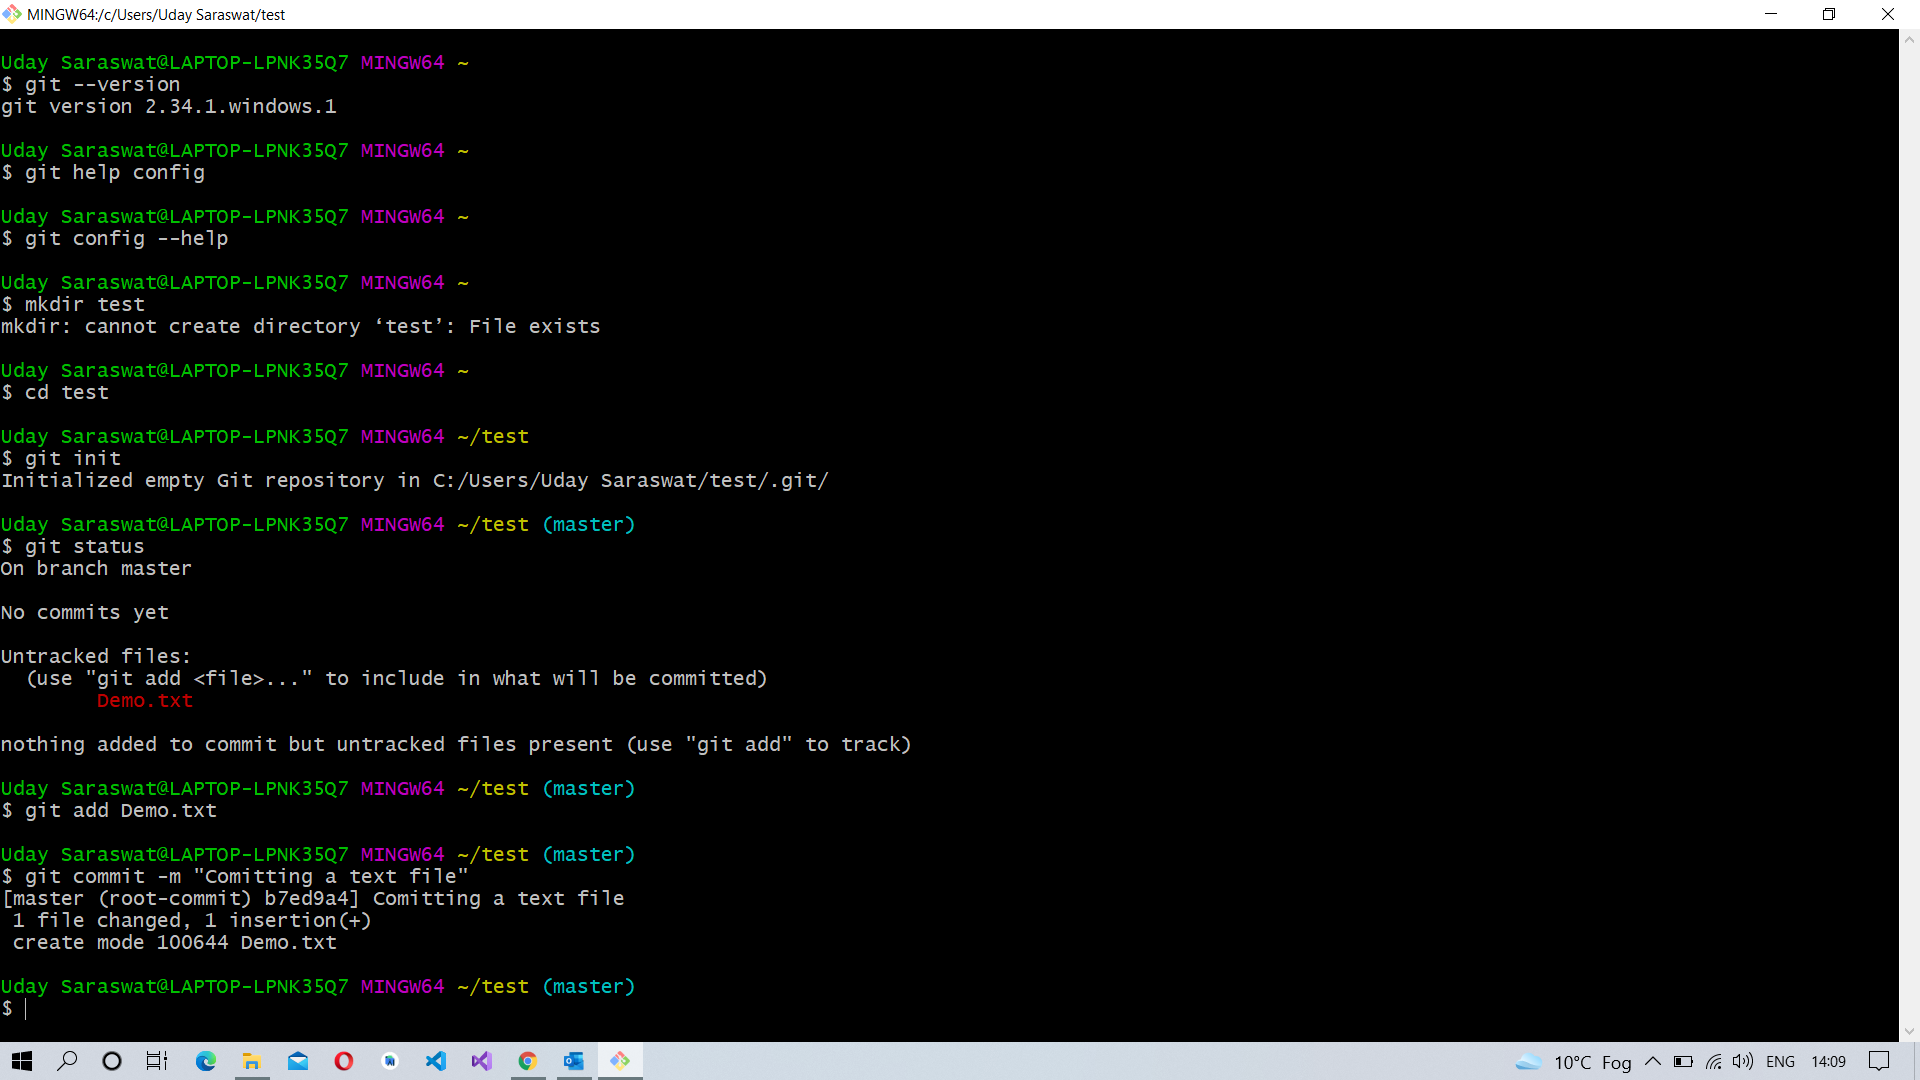 MINGW64:/c/Users/Uday Saraswat/test
Uday Saraswat@LAPTOP-LPNK35Q7 MINGW64 ~
$ git --version
git version 2.34.1.windows.1
Uday Saraswat@LAPTOP-LPNK35Q7 MINGW64 ~
$ git help config
Uday Saraswat@LAPTOP-LPNK35Q7 MINGW64 ~
$ git config --help
Uday Saraswat@LAPTOP-LPNK35Q7 MINGW64 ~
$ mkdir test
mkdir: cannot create directory ‘test’: File exists
Uday Saraswat@LAPTOP-LPNK35Q7 MINGW64 ~
$ cd test
Uday Saraswat@LAPTOP-LPNK35Q7 MINGW64 ~/test
$ git init
Initialized empty Git repository in C:/Users/Uday Saraswat/test/.git/
Uday Saraswat@LAPTOP-LPNK35Q7 MINGW64 ~/test (master)
$ git status
On branch master
No commits yet
Untracked files:
  (use "git add <file>..." to include in what will be committed)
        Demo.txt
nothing added to commit but untracked files present (use "git add" to track)
Uday Saraswat@LAPTOP-LPNK35Q7 MINGW64 ~/test (master)
$ git add Demo.txt
Uday Saraswat@LAPTOP-LPNK35Q7 MINGW64 ~/test (master)
$ git commit -m "Comitting a text file"
[master (root-commit) b7ed9a4] Comitting a text file
 1 file changed, 1 insertion(+)
 create mode 100644 Demo.txt
Uday Saraswat@LAPTOP-LPNK35Q7 MINGW64 ~/test (master)
$
10°C Fog ENG 14:09